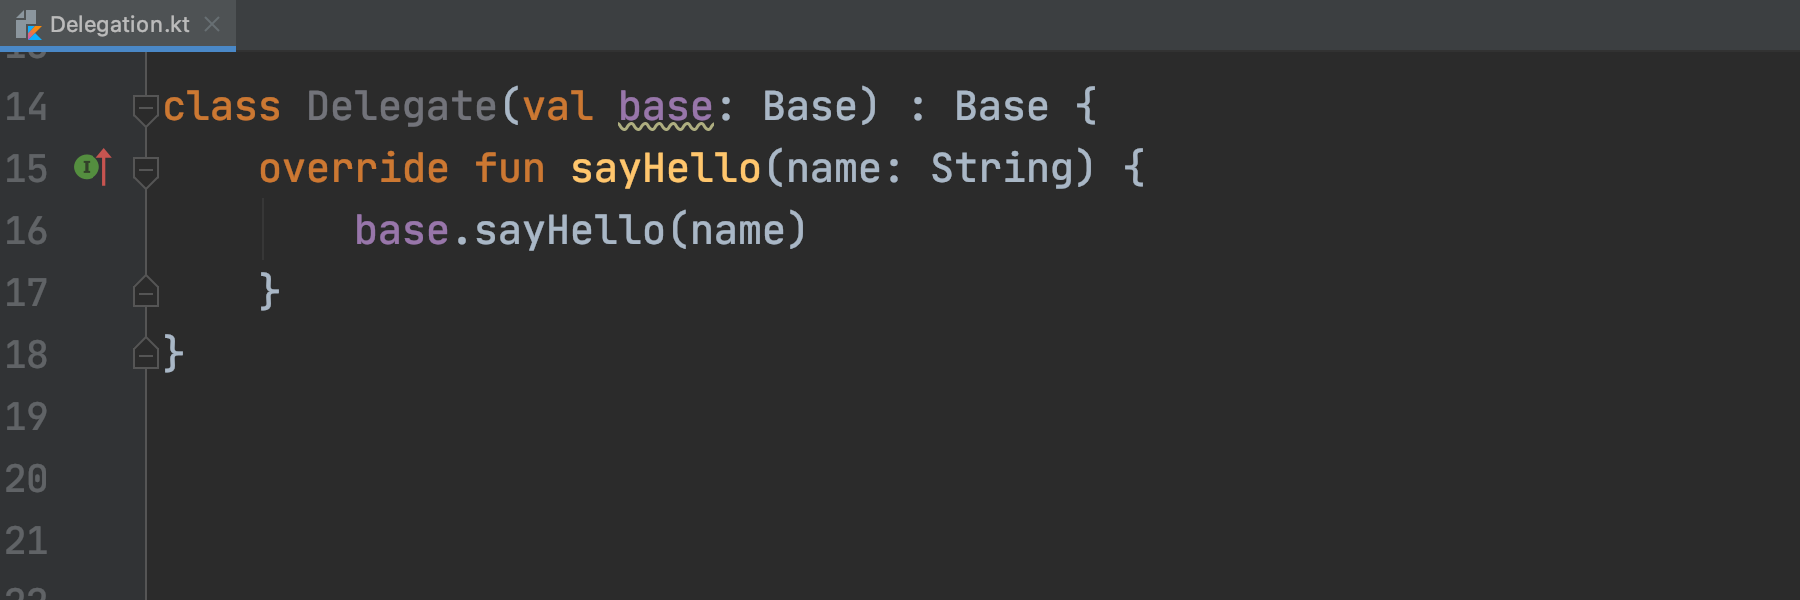 Delegation.kt
14 class Delegate(val base: Base) : Base {
15 I override fun sayHello(name: String) {
16 base.sayHello(name)
17 }
18 }
19
20
21